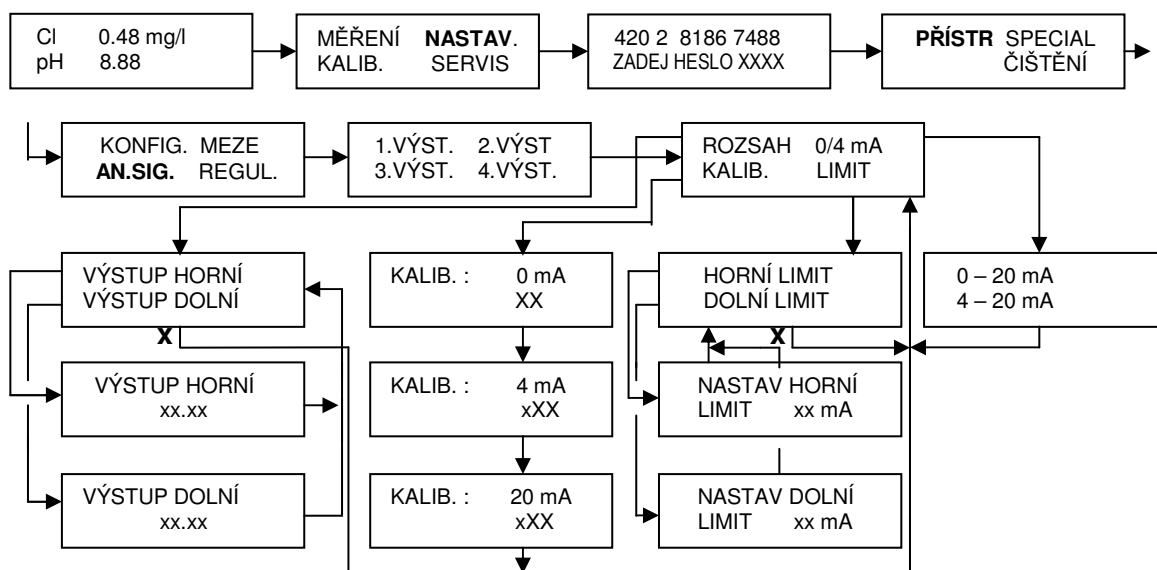 Cl 0.48 mg/l
pH 8.88
MĚŘENÍ NASTAV.
KALIB. SERVIS
420 2 8186 7488
ZADEJ HESLO XXXX
PŘÍSTR SPECIAL
ČIŠTĚNÍ
KONFIG. MEZE
AN.SIG. REGUL.
1.VÝST. 2.VÝST
3.VÝST. 4.VÝST.
ROZSAH 0/4 mA
KALIB. LIMIT
VÝSTUP HORNÍ
VÝSTUP DOLNÍ
X
KALIB. : 0 mA
XX
HORNÍ LIMIT
DOLNÍ LIMIT
X
0 – 20 mA
4 – 20 mA
VÝSTUP HORNÍ
xx.xx
KALIB. : 4 mA
xXX
NASTAV HORNÍ
LIMIT xx mA
VÝSTUP DOLNÍ
xx.xx
KALIB. : 20 mA
xXX
NASTAV DOLNÍ
LIMIT xx mA